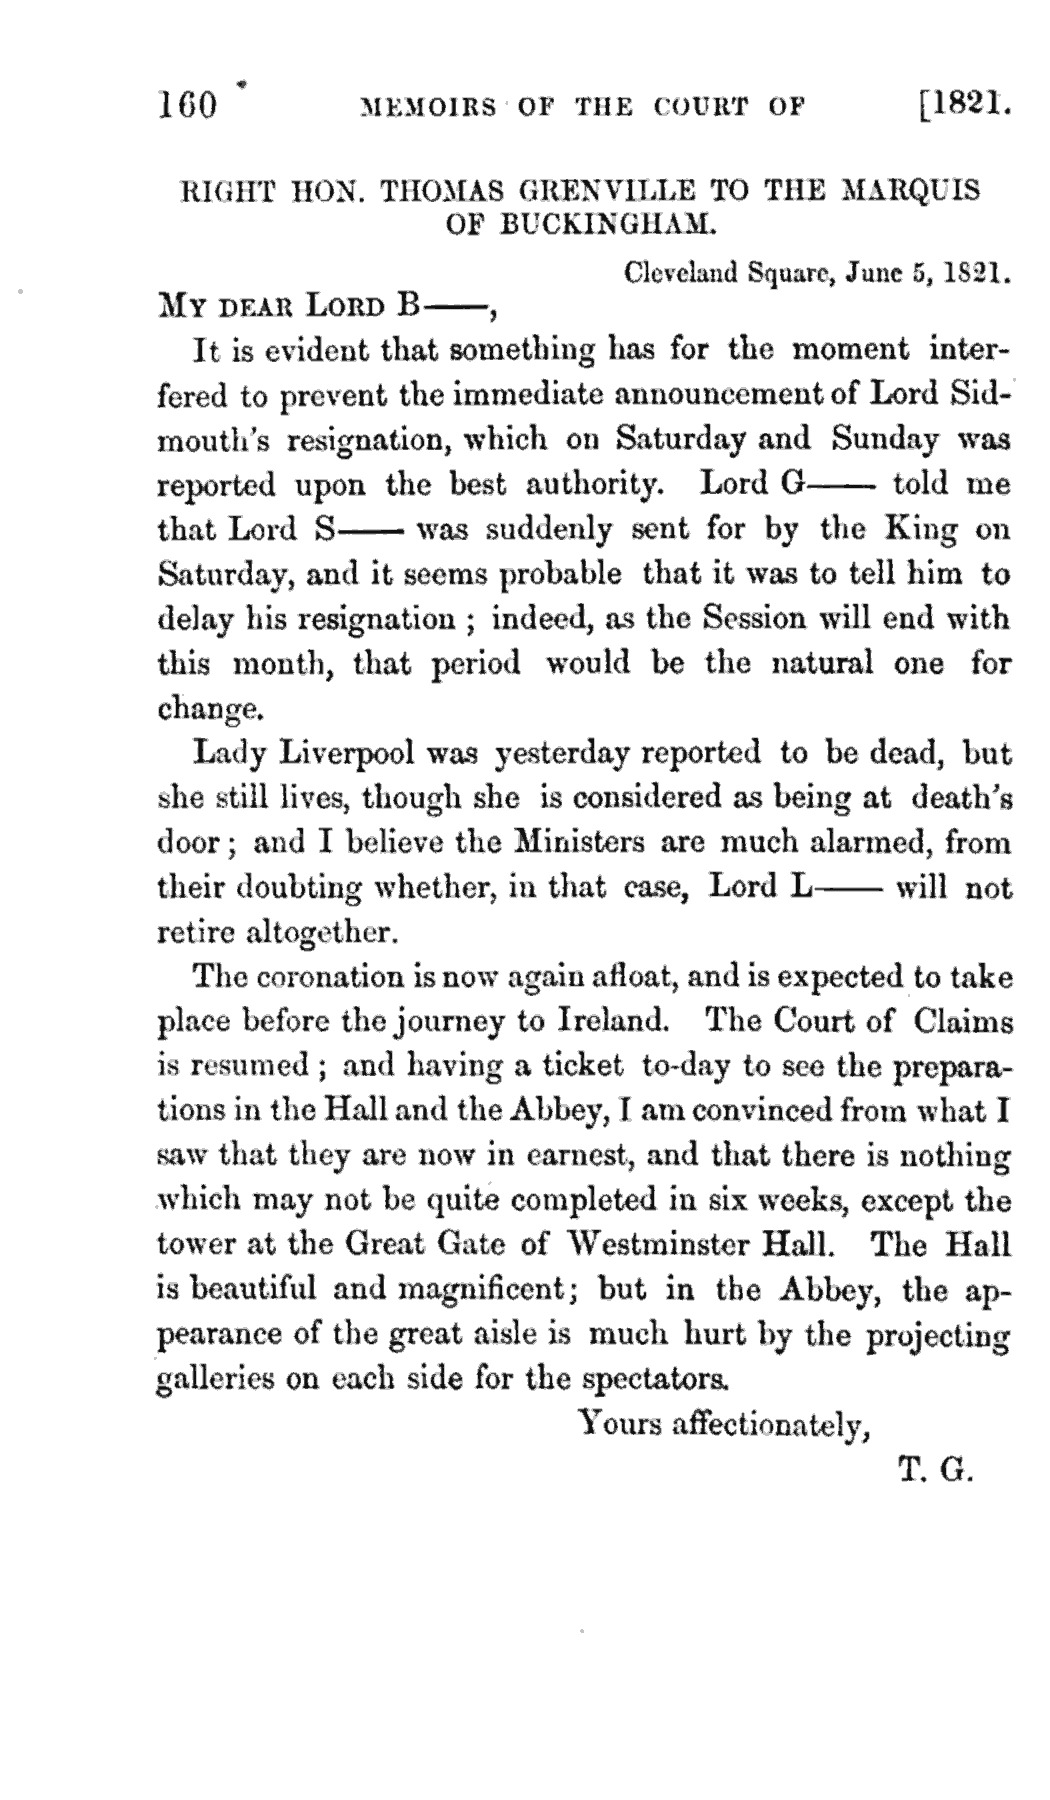 160 MEMOIRS OF THE COURT OF [1821.
RIGHT HON. THOMAS GRENVILLE TO THE MARQUIS
OF BUCKINGHAM.
Cleveland Square, June 5, 1821.
MY DEAR LORD B——,
It is evident that something has for the moment inter-
fered to prevent the immediate announcement of Lord Sid-
mouth's resignation, which on Saturday and Sunday was
reported upon the best authority. Lord G—— told me
that Lord S—— was suddenly sent for by the King on
Saturday, and it seems probable that it was to tell him to
delay his resignation ; indeed, as the Session will end with
this month, that period would be the natural one for
change.
Lady Liverpool was yesterday reported to be dead, but
she still lives, though she is considered as being at death's
door ; and I believe the Ministers are much alarmed, from
their doubting whether, in that case, Lord L—— will not
retire altogether.
The coronation is now again afloat, and is expected to take
place before the journey to Ireland. The Court of Claims
is resumed ; and having a ticket to-day to see the prepara-
tions in the Hall and the Abbey, I am convinced from what I
saw that they are now in earnest, and that there is nothing
which may not be quite completed in six weeks, except the
tower at the Great Gate of Westminster Hall. The Hall
is beautiful and magnificent; but in the Abbey, the ap-
pearance of the great aisle is much hurt by the projecting
galleries on each side for the spectators.
Yours affectionately,
T. G.